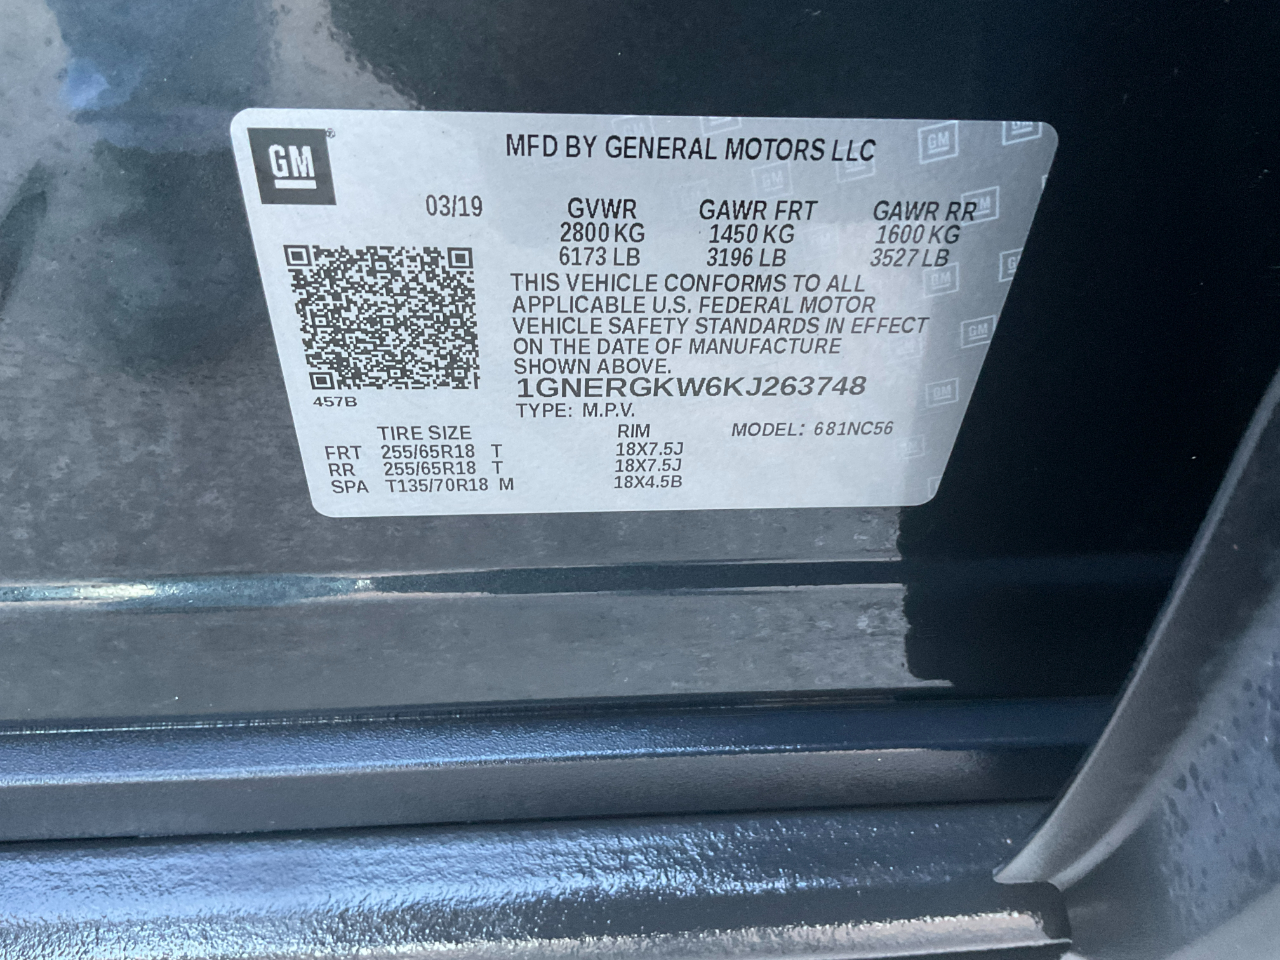 GM®
MFD BY GENERAL MOTORS LLC
03/19 GVWR GAWR FRT GAWR RR
2800 KG 1450 KG 1600 KG
6173 LB 3196 LB 3527 LB
THIS VEHICLE CONFORMS TO ALL
APPLICABLE U.S. FEDERAL MOTOR
VEHICLE SAFETY STANDARDS IN EFFECT
ON THE DATE OF MANUFACTURE
SHOWN ABOVE.
1GNERGKW6KJ263748
457B
TYPE: M.P.V.
TIRE SIZE RIM MODEL: 681NC56
FRT 255/65R18 T 18X7.5J
RR 255/65R18 T 18X7.5J
SPA T135/70R18 M 18X4.5B